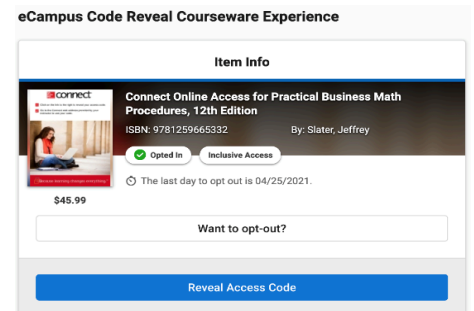 eCampus Code Reveal Courseware Experience
Item Info
connect
Connect Online Access for Practical Business Math
Procedures, 12th Edition
ISBN: 9781259665332 By: Slater, Jeffrey
Opted In Inclusive Access
The last day to opt out is 04/25/2021.
$45.99
Want to opt-out?
Reveal Access Code